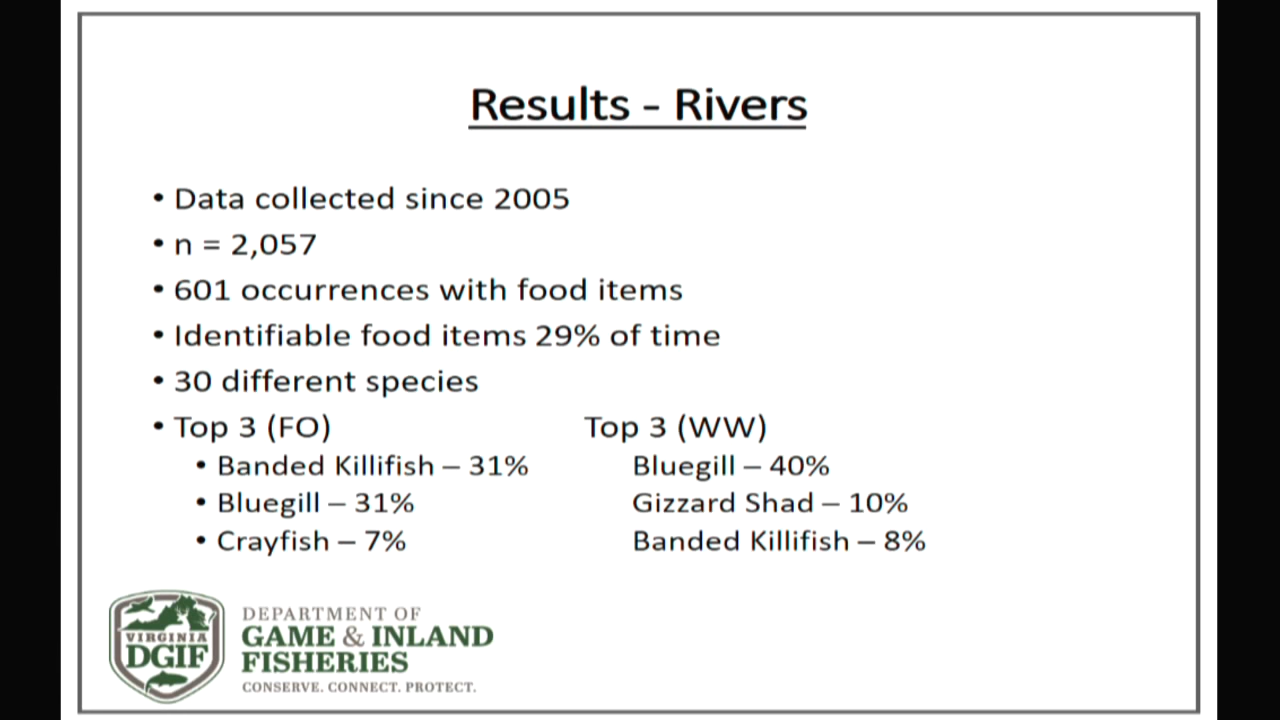 Results - Rivers
• Data collected since 2005
• n = 2,057
• 601 occurrences with food items
• Identifiable food items 29% of time
• 30 different species
• Top 3 (FO) Top 3 (WW)
• Banded Killifish – 31% Bluegill – 40%
• Bluegill – 31% Gizzard Shad – 10%
• Crayfish – 7% Banded Killifish – 8%
VIRGINIA
DGIF
DEPARTMENT OF
GAME & INLAND
FISHERIES
CONSERVE. CONNECT. PROTECT.